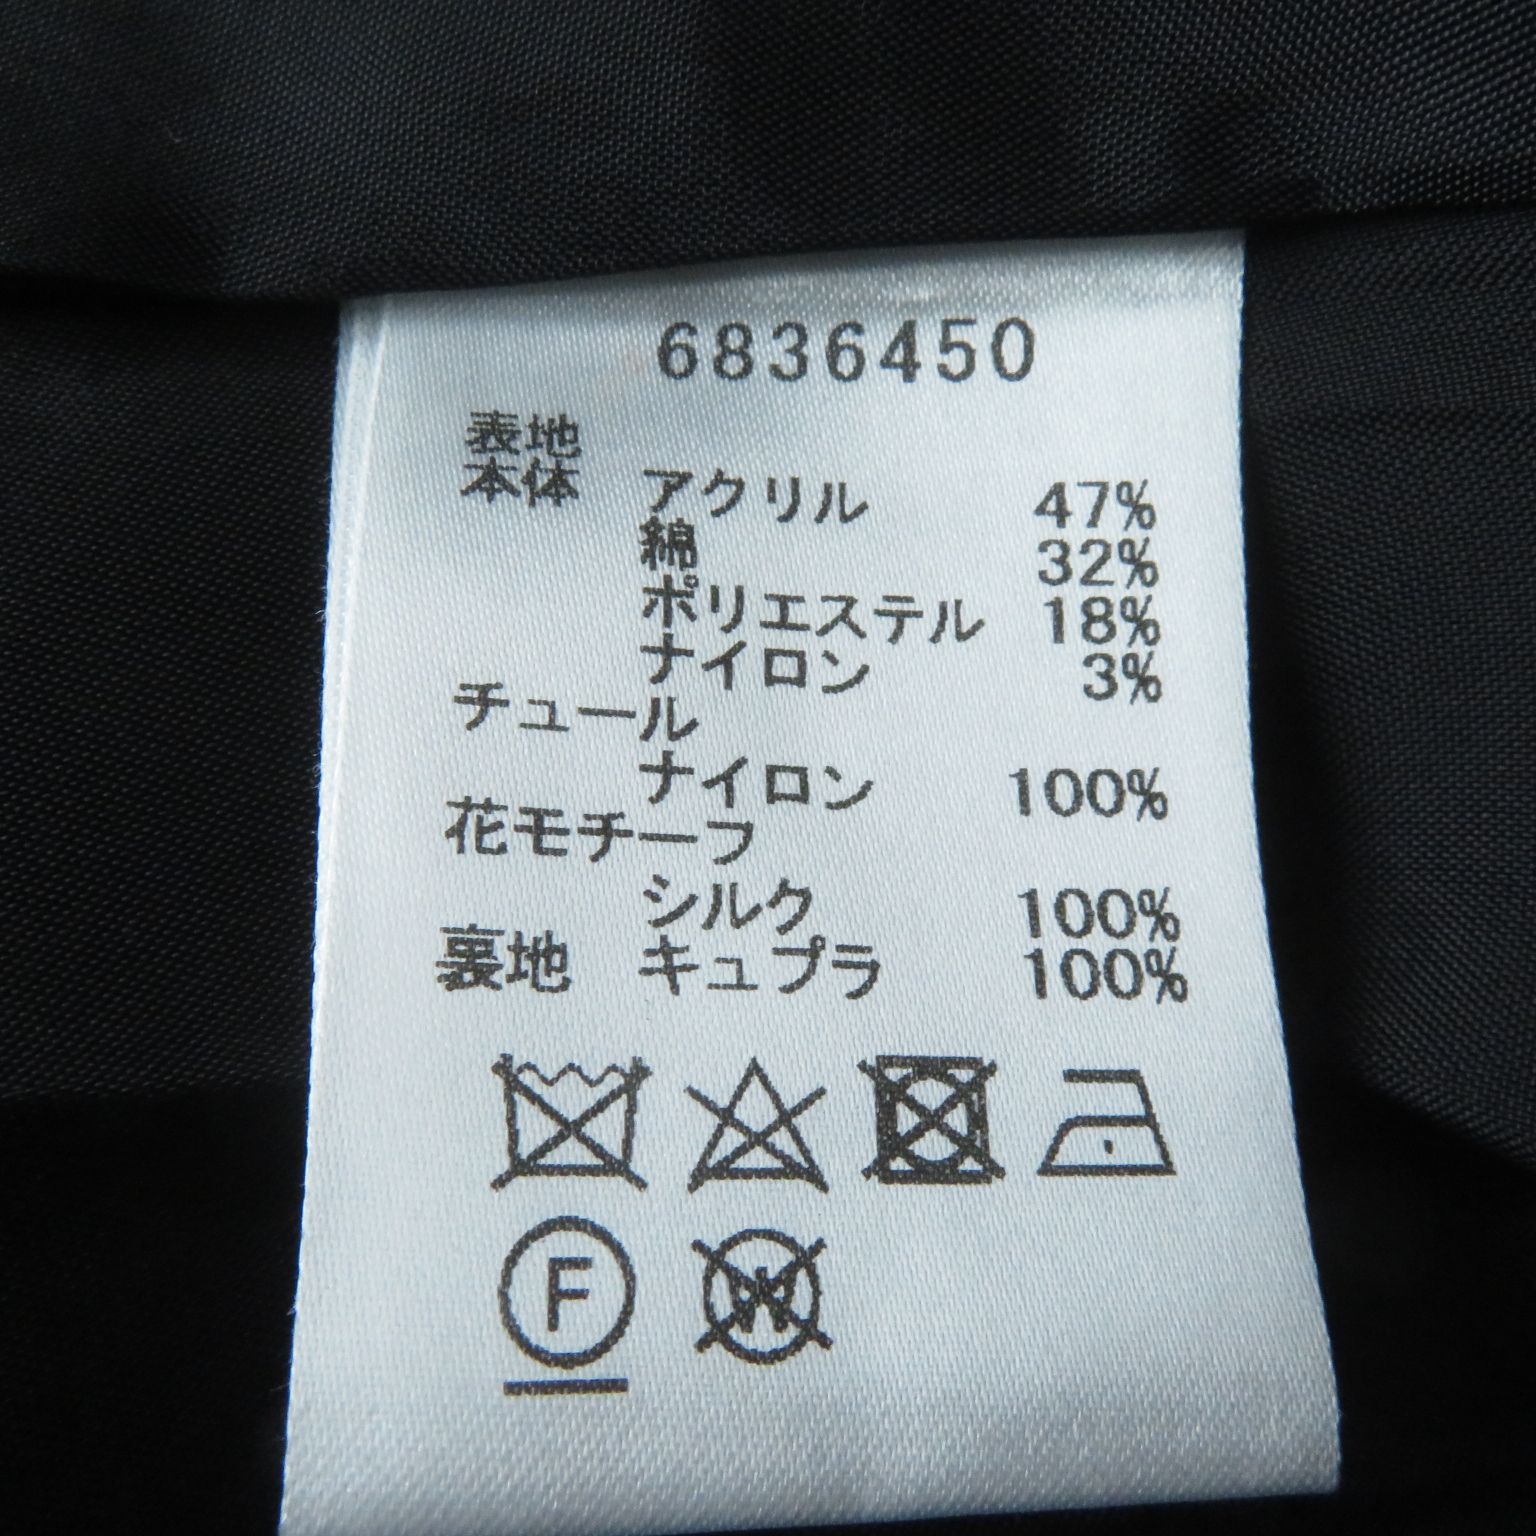 6836450
表地
本体 アクリル 47%
綿 32%
ポリエステル 18%
ナイロン 3%
チュール
ナイロン 100%
花モチーフ
シルク 100%
裏地 キュプラ 100%
F W